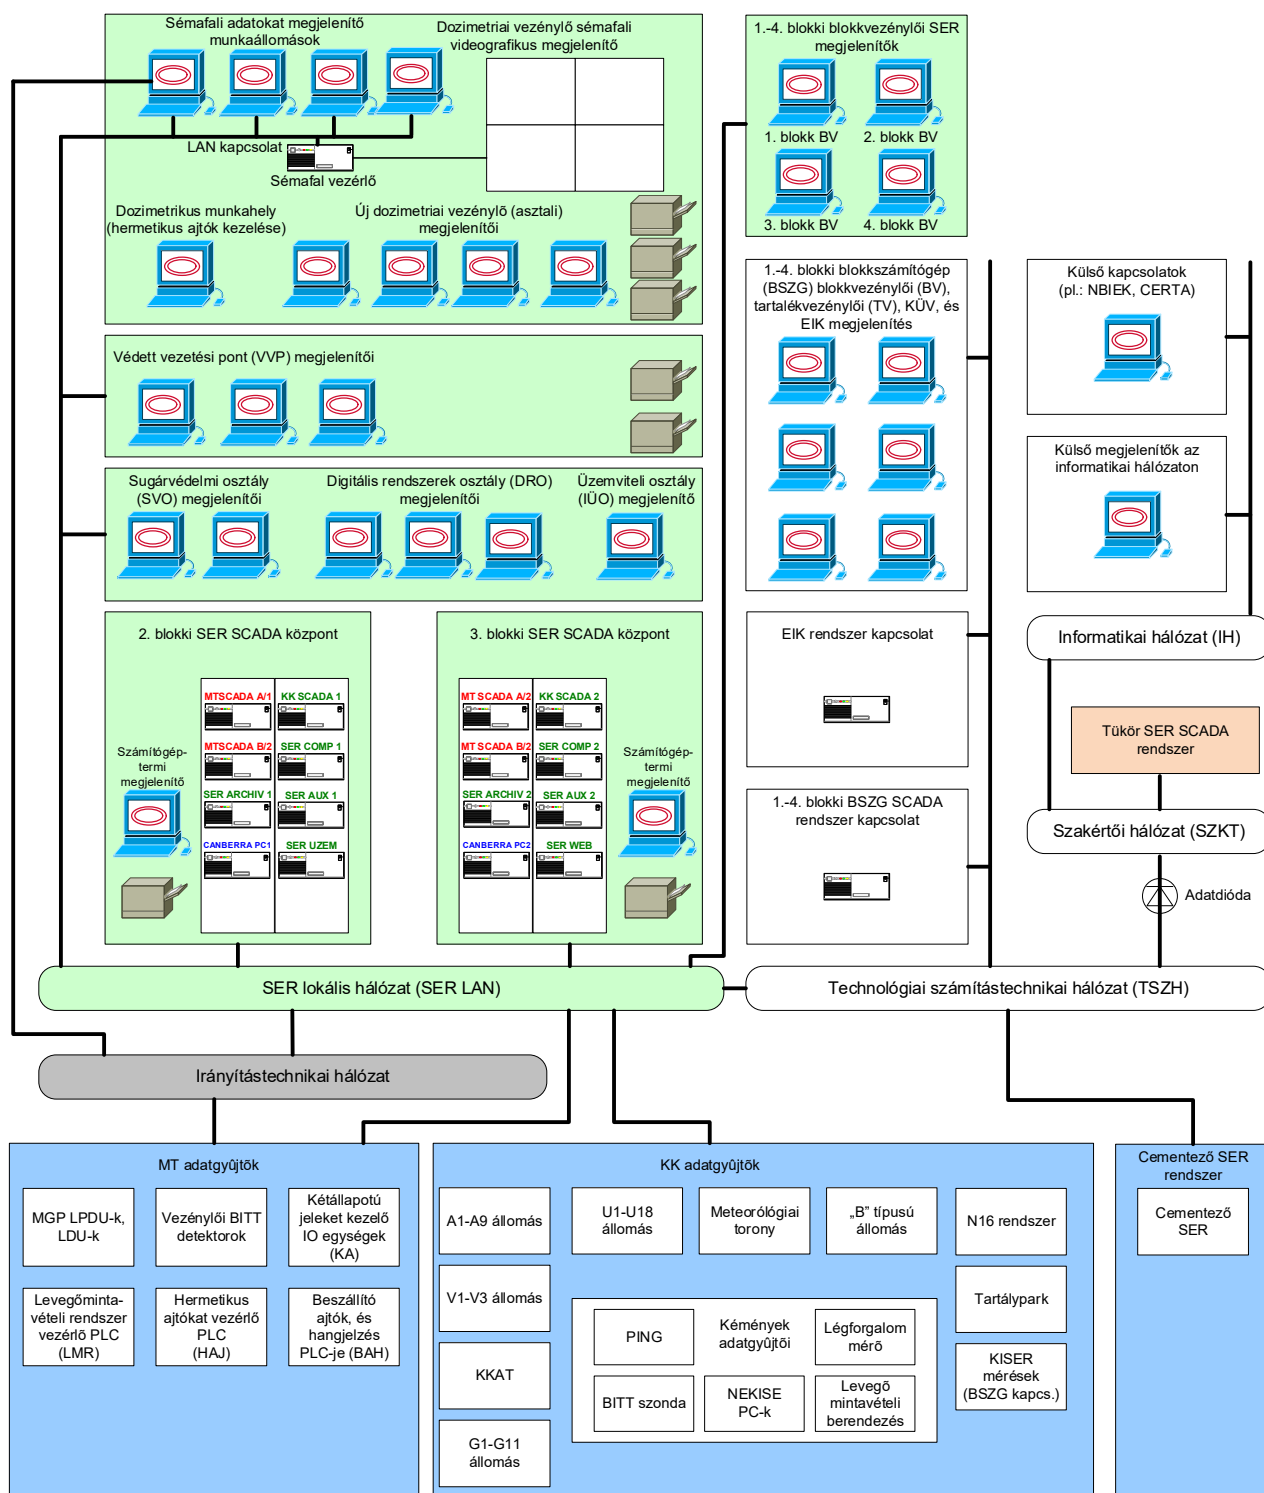 Sémafali adatokat megjelenítő
munkaállomások
Dozimetriai vezénylő sémafali
videografikus megjelenítő
LAN kapcsolat
Sémafal vezérlő
Dozimetrikus munkahely
(hermetikus ajtók kezelése)
Új dozimetriai vezénylő (asztali)
megjelenítői
1.-4. blokki blokkvezénylői SER
megjelenítők
1. blokk BV
2. blokk BV
3. blokk BV
4. blokk BV
1.-4. blokki blokkszámítógép
(BSZG) blokkvezénylői (BV),
tartalékvezénylői (TV), KÜV, és
EIK megjelenítés
Külső kapcsolatok
(pl.: NBIEK, CERTA)
Védett vezetési pont (VVP) megjelenítői
Külső megjelenítők az
informatikai hálózaton
Sugárvédelmi osztály
(SVO) megjelenítői
Digitális rendszerek osztály (DRO)
megjelenítői
Üzemviteli osztály
(IÜO) megjelenítő
2. blokki SER SCADA központ
MTSCADA A/1
KK SCADA 1
MTSCADA B/2
SER COMP 1
SER ARCHIV 1
SER AUX 1
CANBERRA PC1
SER UZEM
Számítógép-
termi
megjelenítő
3. blokki SER SCADA központ
MT SCADA A/2
KK SCADA 2
MT SCADA B/2
SER COMP 2
SER ARCHIV 2
SER AUX 2
CANBERRA PC2
SER WEB
Számítógép-
termi
megjelenítő
EIK rendszer kapcsolat
1.-4. blokki BSZG SCADA
rendszer kapcsolat
Informatikai hálózat (IH)
Tükör SER SCADA
rendszer
Szakértői hálózat (SZKT)
Adatdióda
SER lokális hálózat (SER LAN)
Technológiai számítástechnikai hálózat (TSZH)
Irányítástechnikai hálózat
MT adatgyûjtõk
MGP LPDU-k,
LDU-k
Vezénylői BITT
detektorok
Kétállapotú
jeleket kezelő
IO egységek
(KA)
Levegőminta-
vételi rendszer
vezérlõ PLC
(LMR)
Hermetikus
ajtókat vezérlő
PLC
(HAJ)
Beszállító
ajtók, és
hangjelzés
PLC-je (BAH)
KK adatgyûjtõk
A1-A9 állomás
U1-U18
állomás
Meteorológiai
torony
„B” típusú
állomás
N16 rendszer
V1-V3 állomás
Tartálypark
KKAT
PING
Kémények
adatgyûjtõi
Légforgalom
mérõ
BITT szonda
NEKISE
PC-k
Levegő
mintavételi
berendezés
KISER
mérések
(BSZG kapcs.)
G1-G11
állomás
Cementező SER
rendszer
Cementező
SER